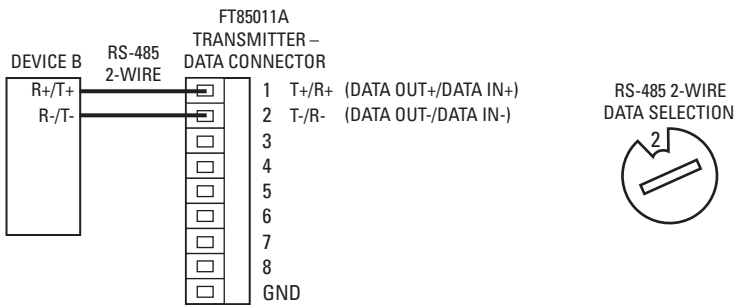 FT85011A
TRANSMITTER –
DATA CONNECTOR
DEVICE B
RS-485
2-WIRE
R+/T+
R-/T-
1 T+/R+ (DATA OUT+/DATA IN+)
2 T-/R- (DATA OUT-/DATA IN-)
3
4
5
6
7
8
GND
RS-485 2-WIRE
DATA SELECTION
2